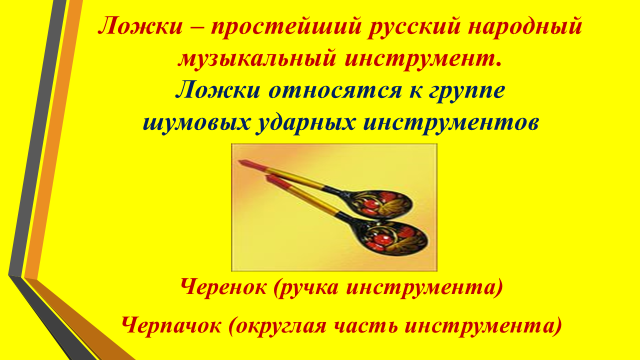 Ложки – простейший русский народный
музыкальный инструмент.
Ложки относятся к группе
шумовых ударных инструментов
Черенок (ручка инструмента)
Черпачок (округлая часть инструмента)